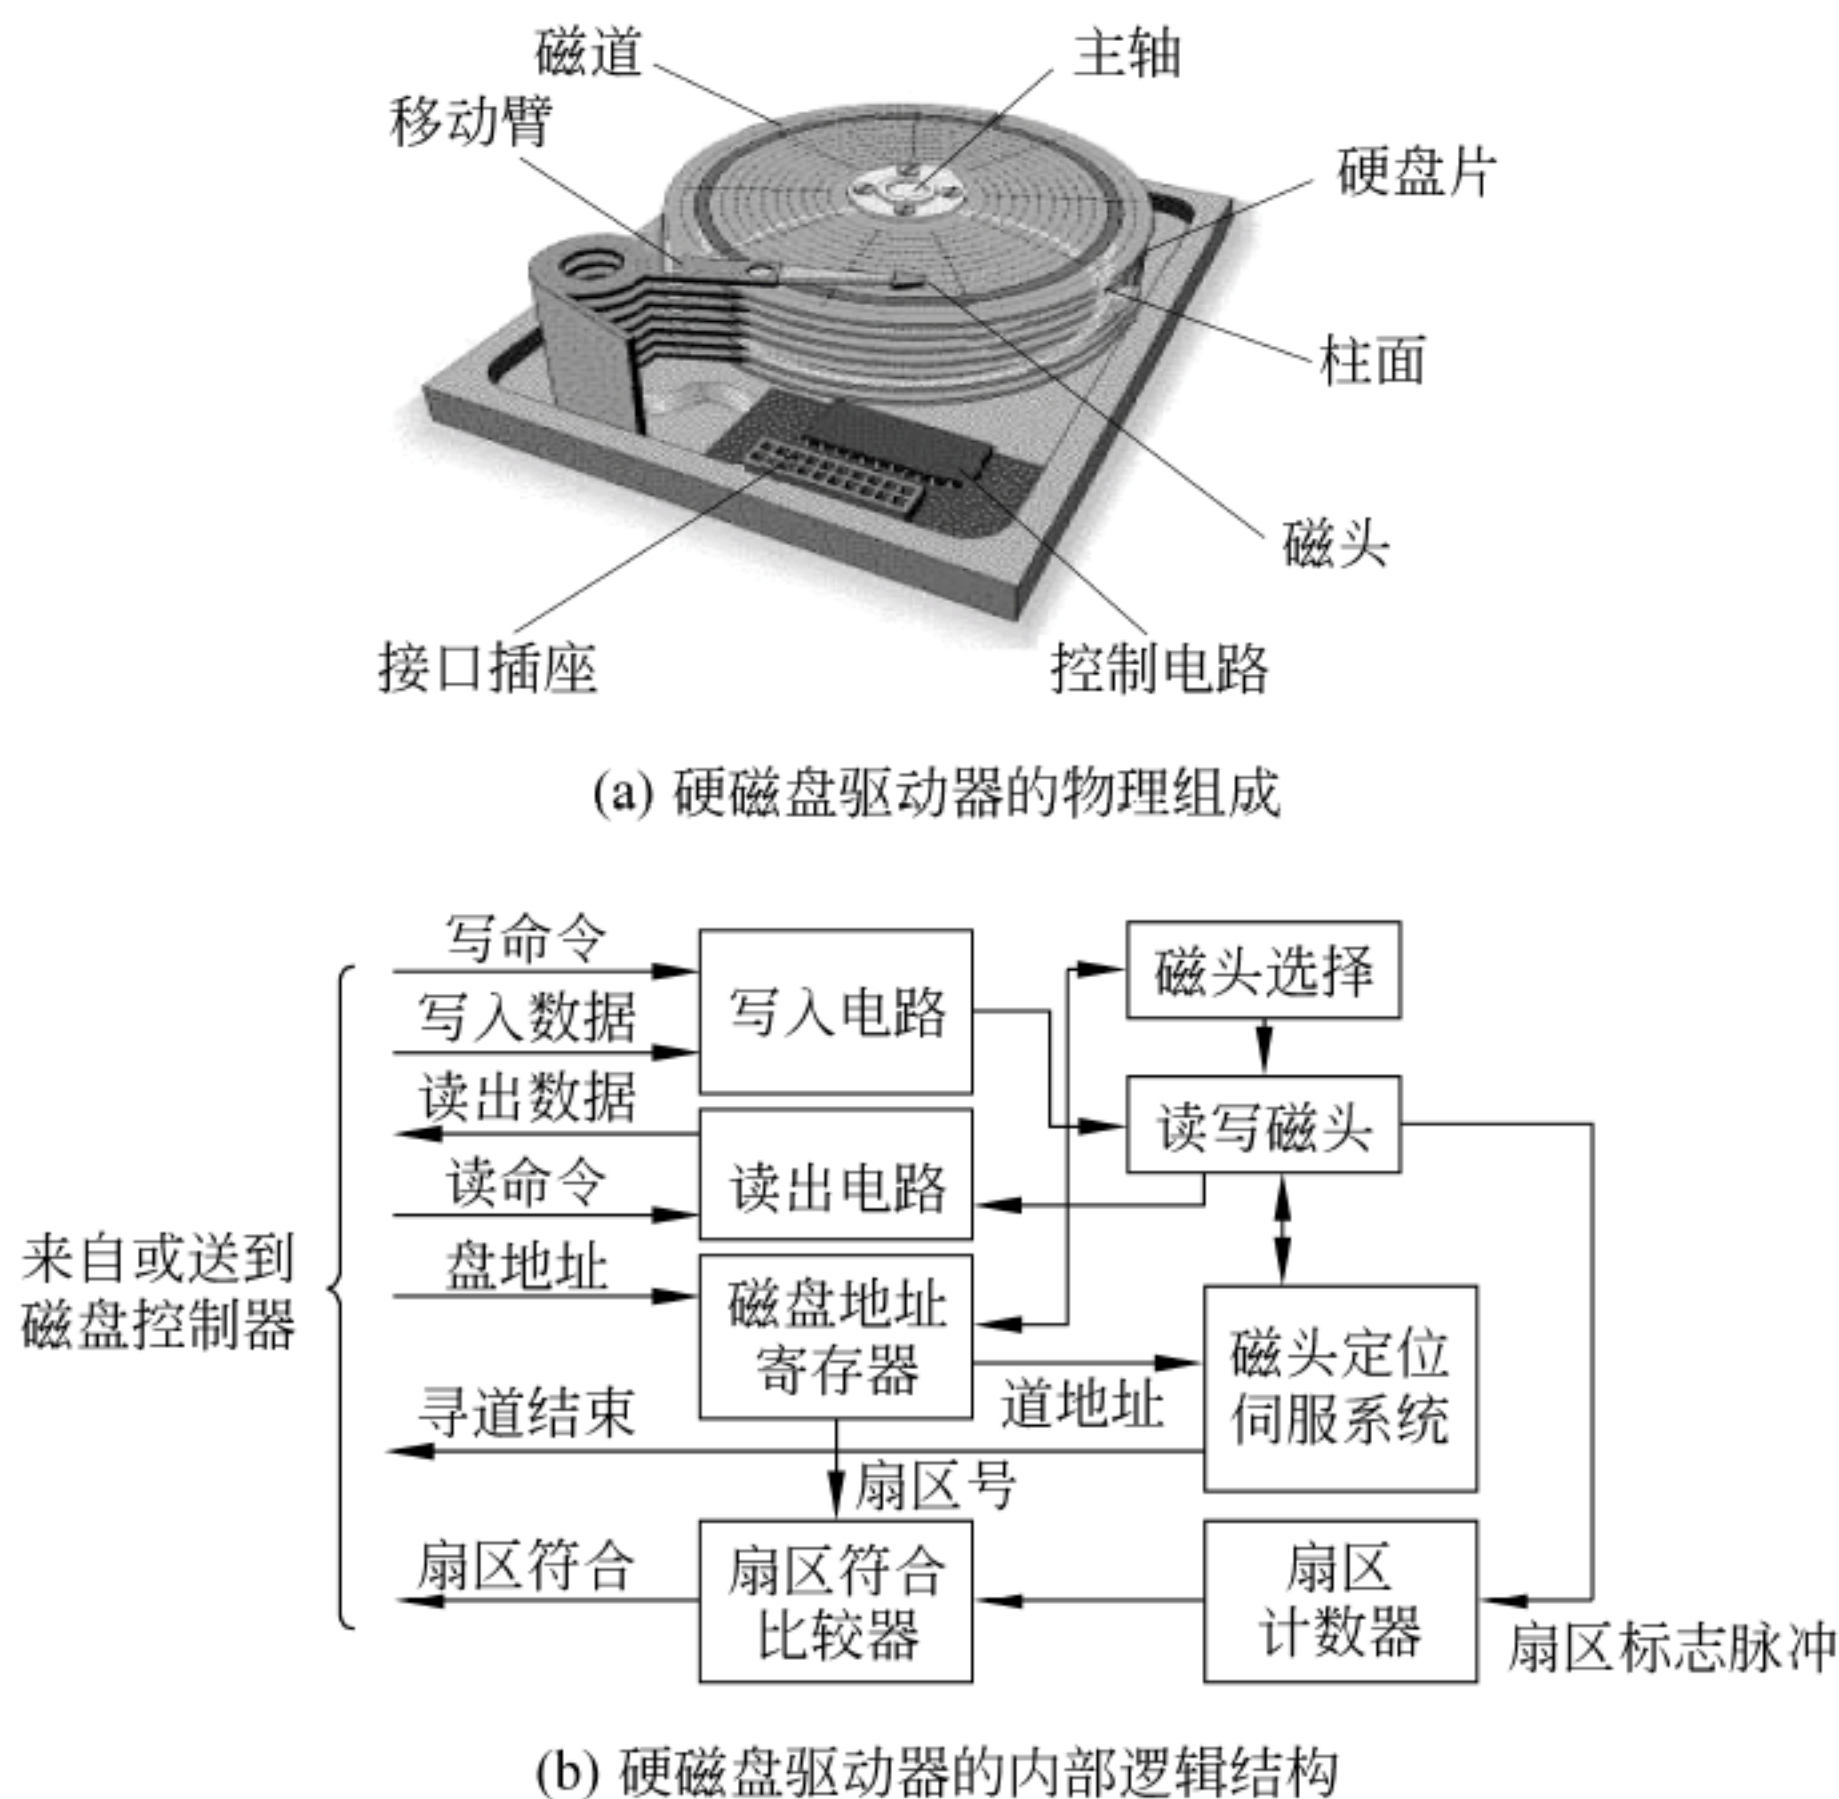 磁道
主轴
移动臂
硬盘片
柱面
磁头
接口插座
控制电路
(a) 硬磁盘驱动器的物理组成
写命令
写入数据
读出数据
读命令
盘地址
寻道结束
扇区符合
来自或送到
磁盘控制器
写入电路
读出电路
磁盘地址
寄存器
扇区号
扇区符合
比较器
道地址
磁头选择
读写磁头
磁头定位
伺服系统
扇区
计数器
扇区标志脉冲
(b) 硬磁盘驱动器的内部逻辑结构